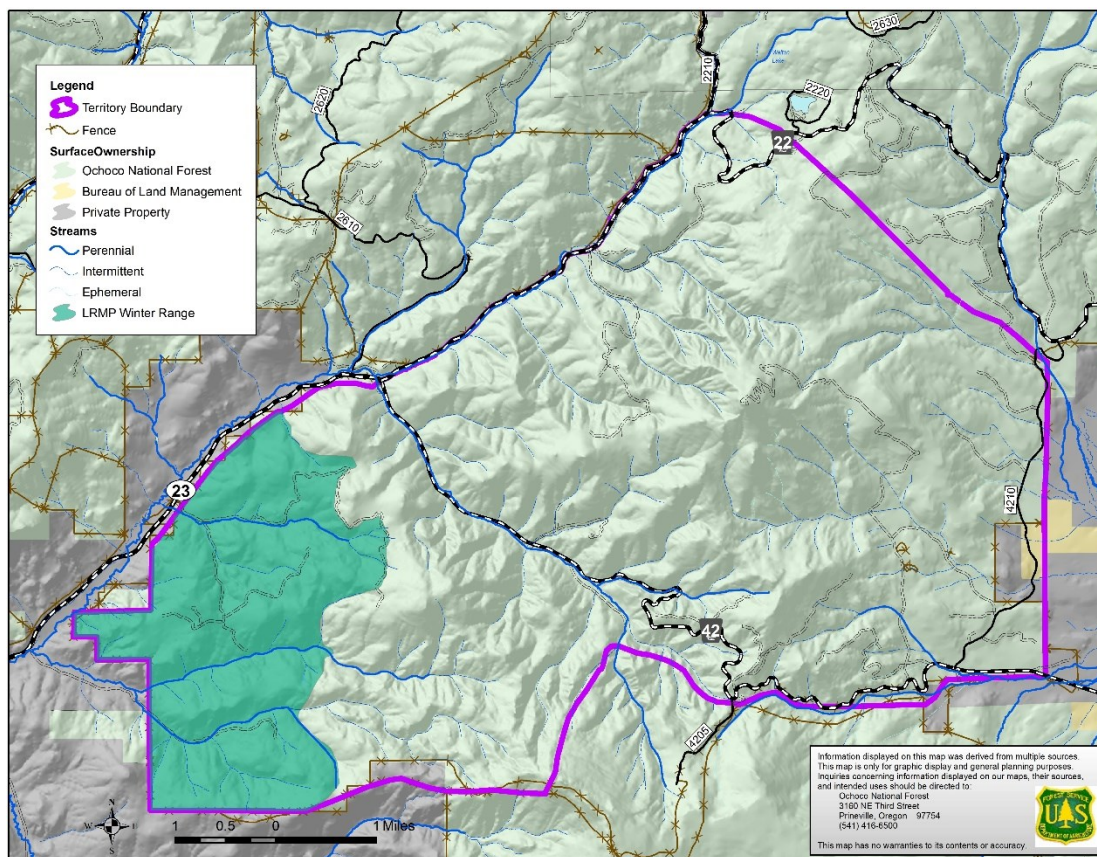 2630
Walton
Lake
2210
2220
2620
22
Legend
Territory Boundary
Fence
SurfaceOwnership
Ochoco National Forest
Bureau of Land Management
Private Property
Streams
Perennial
Intermittent
Ephemeral
LRMP Winter Range
2610
23
4210
42
4205
N
W E
S
1 0.5 0 1 Miles
Information displayed on this map was derived from multiple sources.
This map is only for graphic display and general planning purposes.
Inquiries concerning information displayed on our maps, their sources,
and intended uses should be directed to:
Ochoco National Forest
3160 NE Third Street
Prineville, Oregon 97754
(541) 416-6500
This map has no warranties to its contents or accuracy.
FOREST SERVICE
U S
DEPARTMENT OF AGRICULTURE